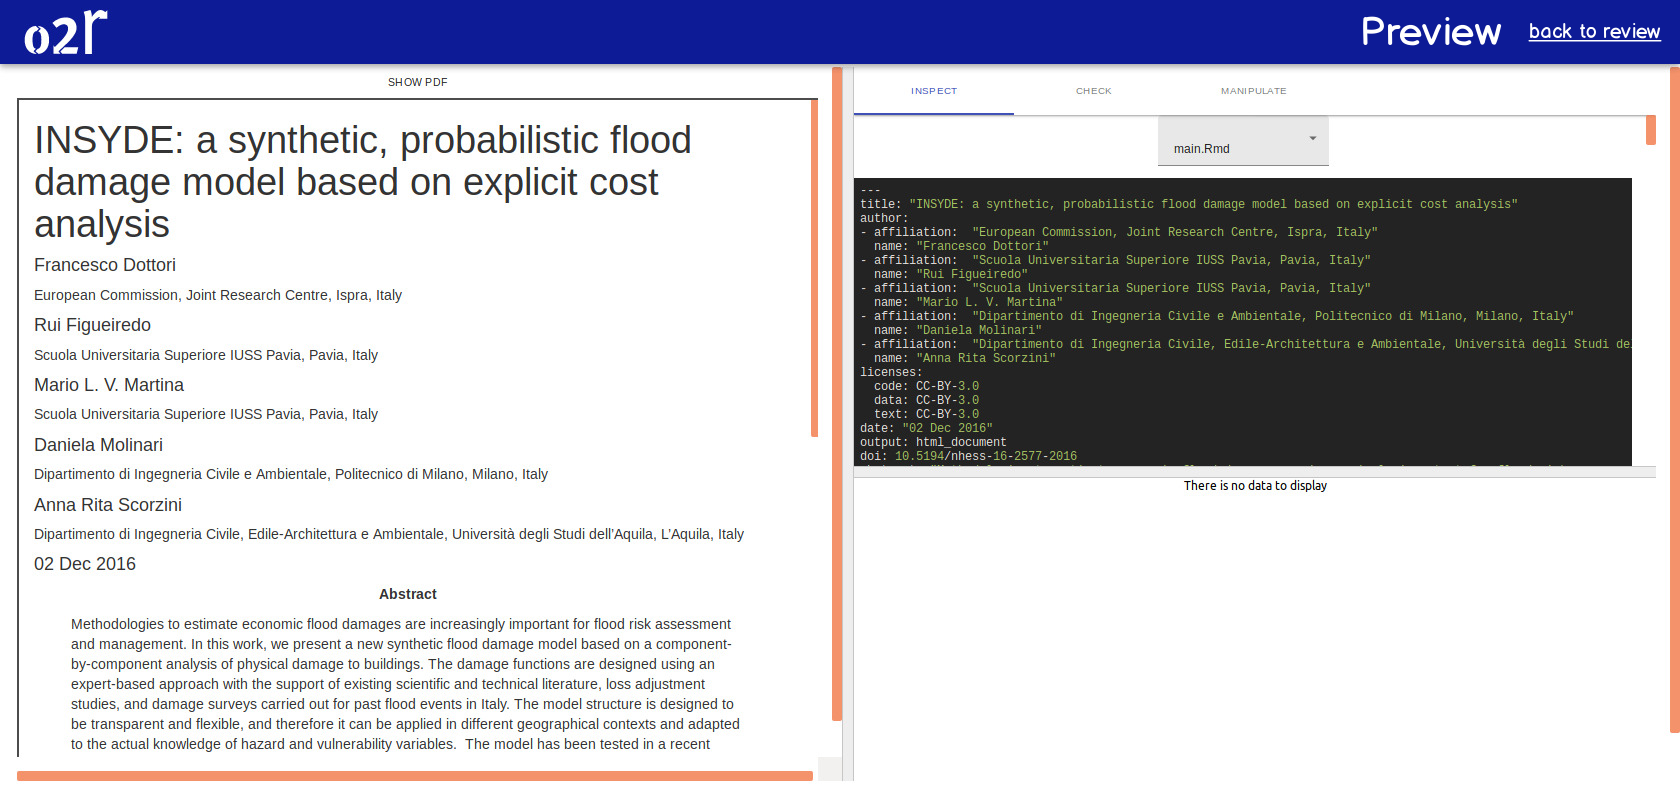 o2r
Preview
back to review
SHOW PDF
INSYDE: a synthetic, probabilistic flood
damage model based on explicit cost
analysis
Francesco Dottori
European Commission, Joint Research Centre, Ispra, Italy
Rui Figueiredo
Scuola Universitaria Superiore IUSS Pavia, Pavia, Italy
Mario L. V. Martina
Scuola Universitaria Superiore IUSS Pavia, Pavia, Italy
Daniela Molinari
Dipartimento di Ingegneria Civile e Ambientale, Politecnico di Milano, Milano, Italy
Anna Rita Scorzini
Dipartimento di Ingegneria Civile, Edile-Architettura e Ambientale, Università degli Studi dell'Aquila, L'Aquila, Italy
02 Dec 2016
Abstract
Methodologies to estimate economic flood damages are increasingly important for flood risk assessment
and management. In this work, we present a new synthetic flood damage model based on a component-
by-component analysis of physical damage to buildings. The damage functions are designed using an
expert-based approach with the support of existing scientific and technical literature, loss adjustment
studies, and damage surveys carried out for past flood events in Italy. The model structure is designed to
be transparent and flexible, and therefore it can be applied in different geographical contexts and adapted
to the actual knowledge of hazard and vulnerability variables.  The model has been tested in a recent
INSPECT
CHECK
MANIPULATE
main.Rmd
---
title: "INSYDE: a synthetic, probabilistic flood damage model based on explicit cost analysis"
author:
- affiliation:  "European Commission, Joint Research Centre, Ispra, Italy"
  name: "Francesco Dottori"
- affiliation:  "Scuola Universitaria Superiore IUSS Pavia, Pavia, Italy"
  name: "Rui Figueiredo"
- affiliation:  "Scuola Universitaria Superiore IUSS Pavia, Pavia, Italy"
  name: "Mario L. V. Martina"
- affiliation:  "Dipartimento di Ingegneria Civile e Ambientale, Politecnico di Milano, Milano, Italy"
  name: "Daniela Molinari"
- affiliation:  "Dipartimento di Ingegneria Civile, Edile-Architettura e Ambientale, Università degli Studi de
  name: "Anna Rita Scorzini"
licenses:
  code: CC-BY-3.0
  data: CC-BY-3.0
  text: CC-BY-3.0
date: "02 Dec 2016"
output: html_document
doi: 10.5194/nhess-16-2577-2016
There is no data to display